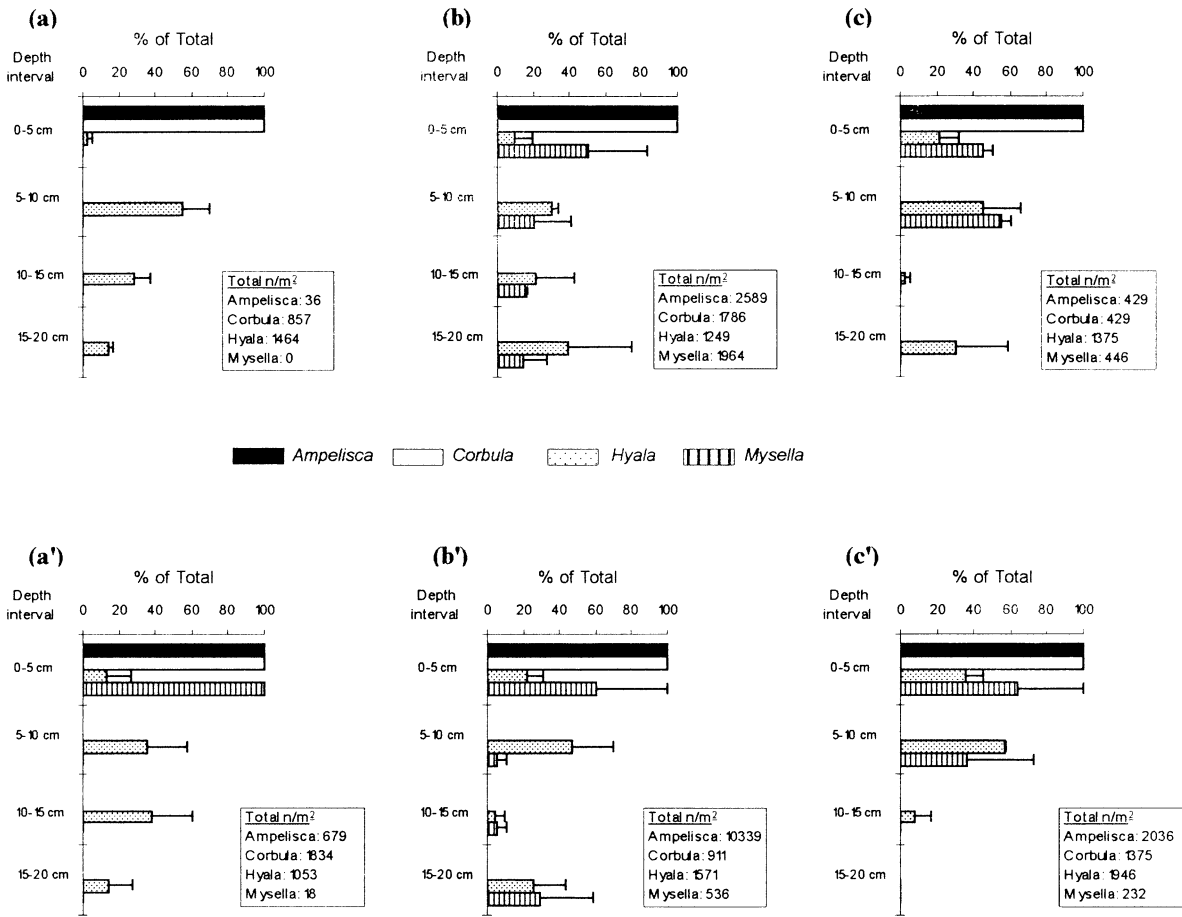 (a)
% of Total
Depth interval
0 20 40 60 80 100
0-5 cm
5-10 cm
10-15 cm
15-20 cm
Total n/m2
Ampelisca: 36
Corbula: 857
Hyala: 1464
Mysella: 0
(b)
% of Total
Depth interval
0 20 40 60 80 100
0-5 cm
5-10 cm
10-15 cm
15-20 cm
Total n/m2
Ampelisca: 2589
Corbula: 1786
Hyala: 1249
Mysella: 1964
(c)
% of Total
Depth interval
0 20 40 60 80 100
0-5 cm
5-10 cm
10-15 cm
15-20 cm
Total n/m2
Ampelisca: 429
Corbula: 429
Hyala: 1375
Mysella: 446
Ampelisca Corbula Hyala Mysella
(a')
% of Total
Depth interval
0 20 40 60 80 100
0-5 cm
5-10 cm
10-15 cm
15-20 cm
Total n/m2
Ampelisca: 679
Corbula: 1834
Hyala: 1053
Mysella: 18
(b')
% of Total
Depth interval
0 20 40 60 80 100
0-5 cm
5-10 cm
10-15 cm
15-20 cm
Total n/m2
Ampelisca: 10339
Corbula: 911
Hyala: 1571
Mysella: 536
(c')
% of Total
Depth interval
0 20 40 60 80 100
0-5 cm
5-10 cm
10-15 cm
15-20 cm
Total n/m2
Ampelisca: 2036
Corbula: 1375
Hyala: 1946
Mysella: 232